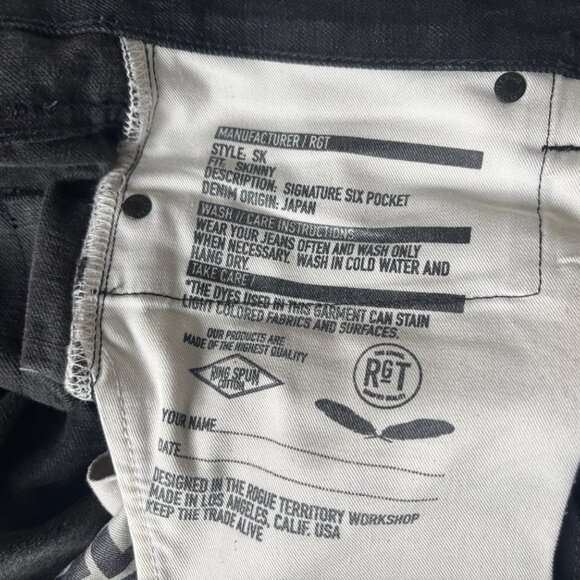 MANUFACTURER / RGT
STYLE: SK
FIT: SKINNY
DESCRIPTION: SIGNATURE SIX POCKET
DENIM ORIGIN: JAPAN
WASH / CARE INSTRUCTIONS
WEAR YOUR JEANS OFTEN AND WASH ONLY
WHEN NECESSARY. WASH IN COLD WATER AND
HANG DRY.
TAKE CARE!
*THE DYES USED IN THIS GARMENT CAN STAIN
LIGHT COLORED FABRICS AND SURFACES.
OUR PRODUCTS ARE
MADE OF THE HIGHEST QUALITY
RING SPUN
COTTON
RGT
YOUR NAME
DATE
DESIGNED IN THE ROGUE TERRITORY WORKSHOP
MADE IN LOS ANGELES, CALIF. USA
KEEP THE TRADE ALIVE